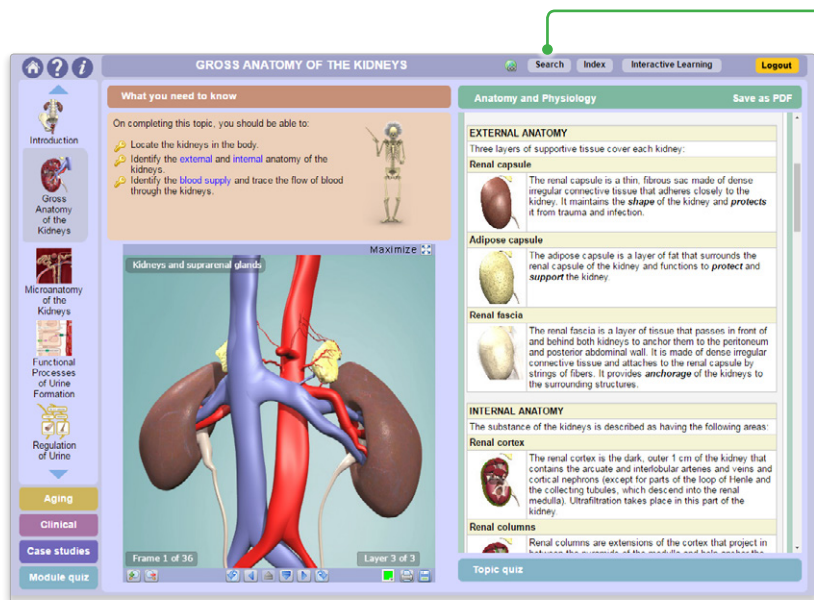 GROSS ANATOMY OF THE KIDNEYS
Search
Index
Interactive Learning
Logout
Introduction
Gross
Anatomy
of the
Kidneys
Microanatomy
of the
Kidneys
Functional
Processes
of Urine
Formation
Regulation
of Urine
Aging
Clinical
Case studies
Module quiz
What you need to know
On completing this topic, you should be able to:
Locate the kidneys in the body.
Identify the external and internal anatomy of the
kidneys.
Identify the blood supply and trace the flow of blood
through the kidneys.
Maximize
Kidneys and suprarenal glands
Frame 1 of 36
Layer 3 of 3
Anatomy and Physiology
Save as PDF
EXTERNAL ANATOMY
Three layers of supportive tissue cover each kidney:
Renal capsule
The renal capsule is a thin, fibrous sac made of dense
irregular connective tissue that adheres closely to the
kidney. It maintains the shape of the kidney and protects
it from trauma and infection.
Adipose capsule
The adipose capsule is a layer of fat that surrounds the
renal capsule of the kidney and functions to protect and
support the kidney.
Renal fascia
The renal fascia is a layer of tissue that passes in front of
and behind both kidneys to anchor them to the peritoneum
and posterior abdominal wall. It is made of dense irregular
connective tissue and attaches to the renal capsule by
strings of fibers. It provides anchorage of the kidneys to
the surrounding structures.
INTERNAL ANATOMY
The substance of the kidneys is described as having the following areas:
Renal cortex
The renal cortex is the dark, outer 1 cm of the kidney that
contains the arcuate and interlobular arteries and veins and
cortical nephrons (except for parts of the loop of Henle and
the collecting tubules, which descend into the renal
medulla). Ultrafiltration takes place in this part of the
kidney.
Renal columns
Renal columns are extensions of the cortex that project in
between the pyramids of the medulla and help anchor the
Topic quiz